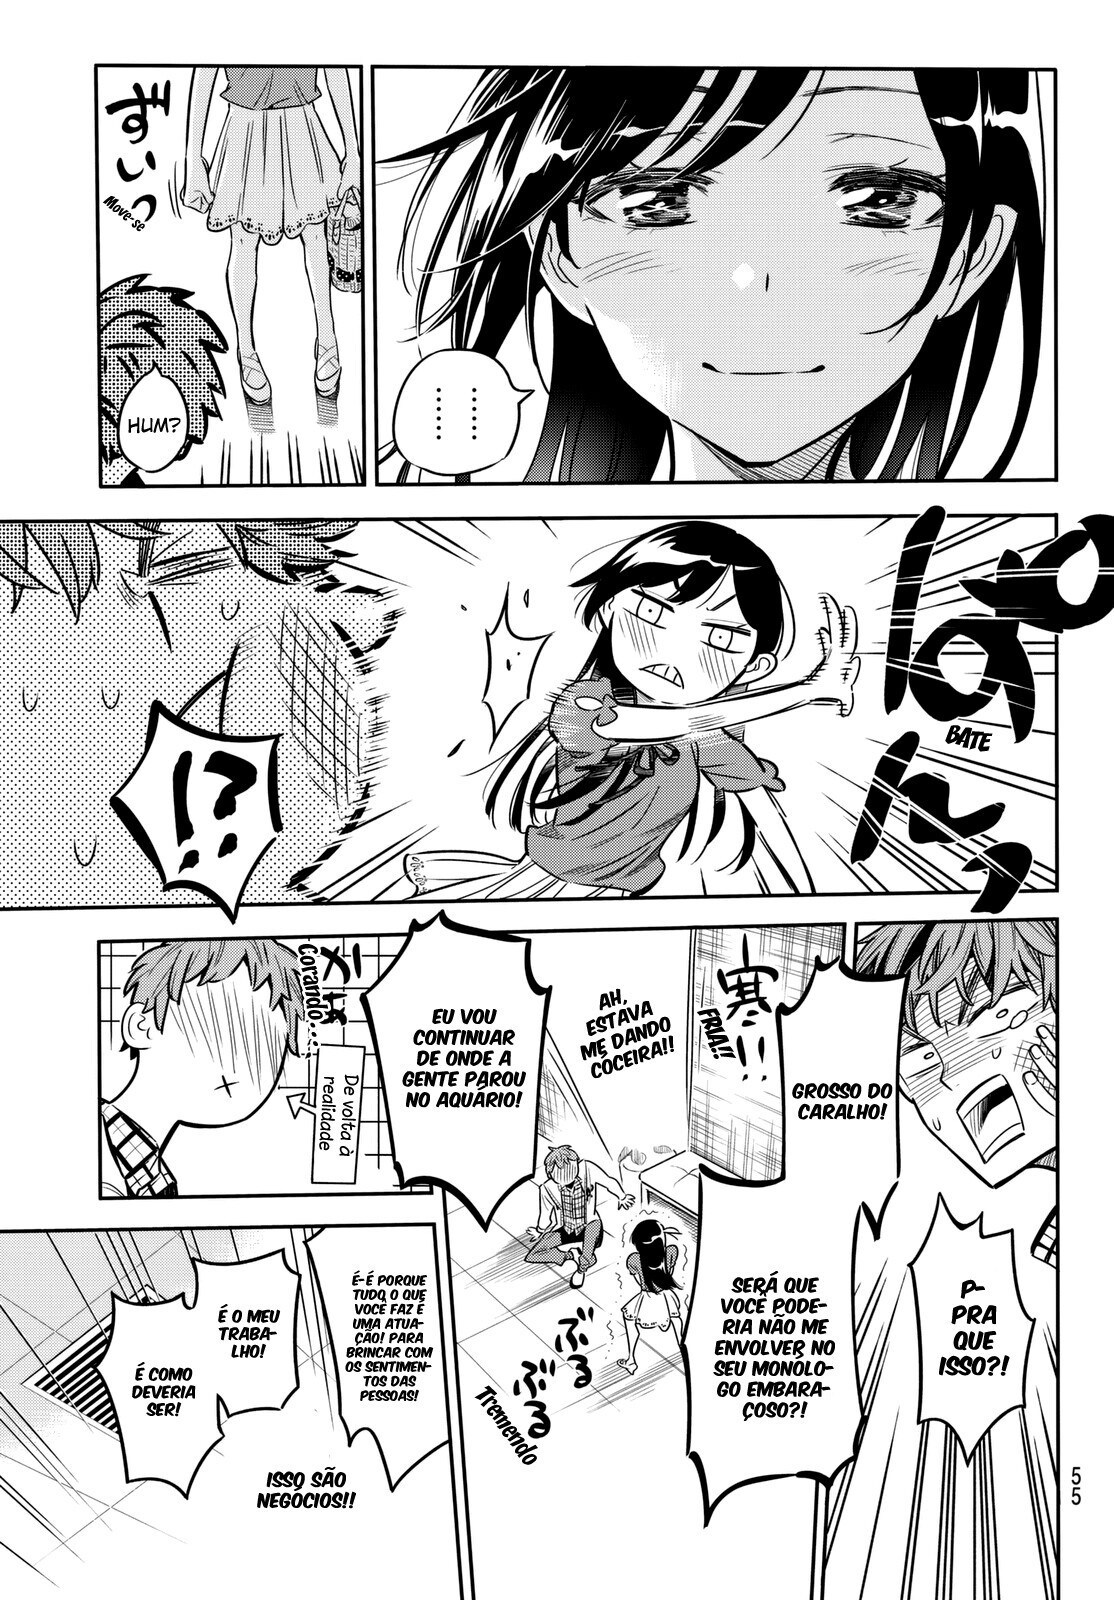 ………
………
ずいっ
Move-se
HUM?
ばち
BATE
!?
P-
PRA
QUE
ISSO?!
GROSSO DO
CARALHO!
寒!!
FRIA!!
SERÁ QUE
VOCÊ PODE-
RIA NÃO ME
ENVOLVER NO
SEU MONÓLO-
GO EMBARA-
ÇOSO?!
AH,
ESTAVA
ME DANDO
COCEIRA!!
EU VOU
CONTINUAR
DE ONDE A
GENTE PAROU
NO AQUÁRIO!
ぶるぶる
Tremendo
Corando...
De volta à
realidade
É-É PORQUE
TUDO O QUE
VOCÊ FAZ É
UMA ATUA-
ÇÃO! PARA
BRINCAR COM
OS SENTIMEN-
TOS DAS
PESSOAS!
É O MEU
TRABA-
LHO!
É COMO
DEVERIA
SER!
ISSO SÃO
NEGÓCIOS!!
55